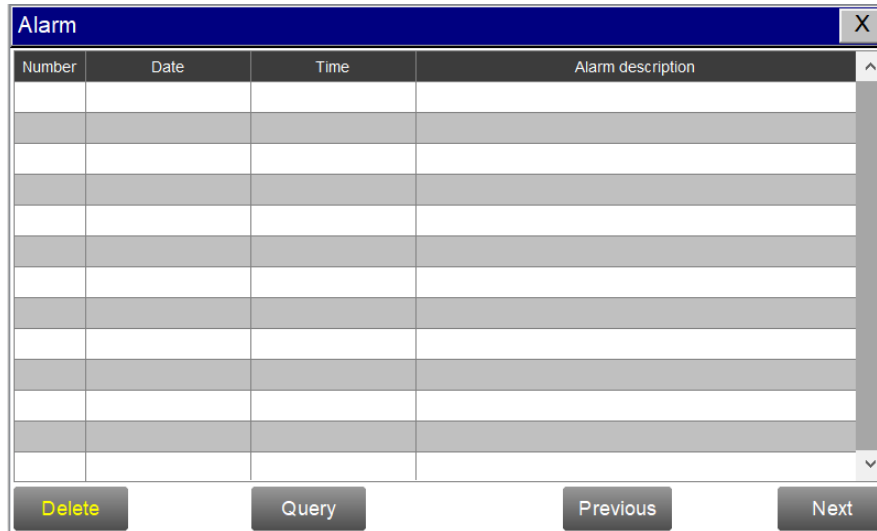 Alarm X
Number Date Time Alarm description
Delete Query Previous Next